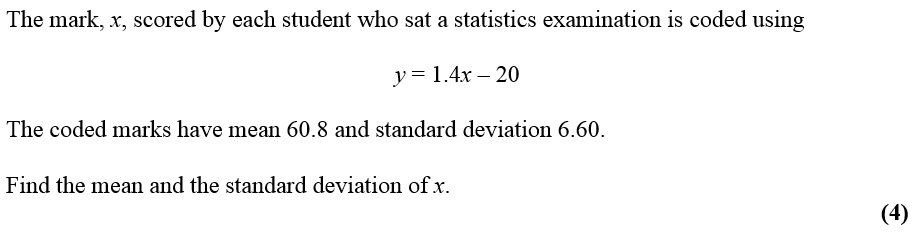 The mark, x, scored by each student who sat a statistics examination is coded using
y = 1.4x – 20
The coded marks have mean 60.8 and standard deviation 6.60.
Find the mean and the standard deviation of x.
(4)